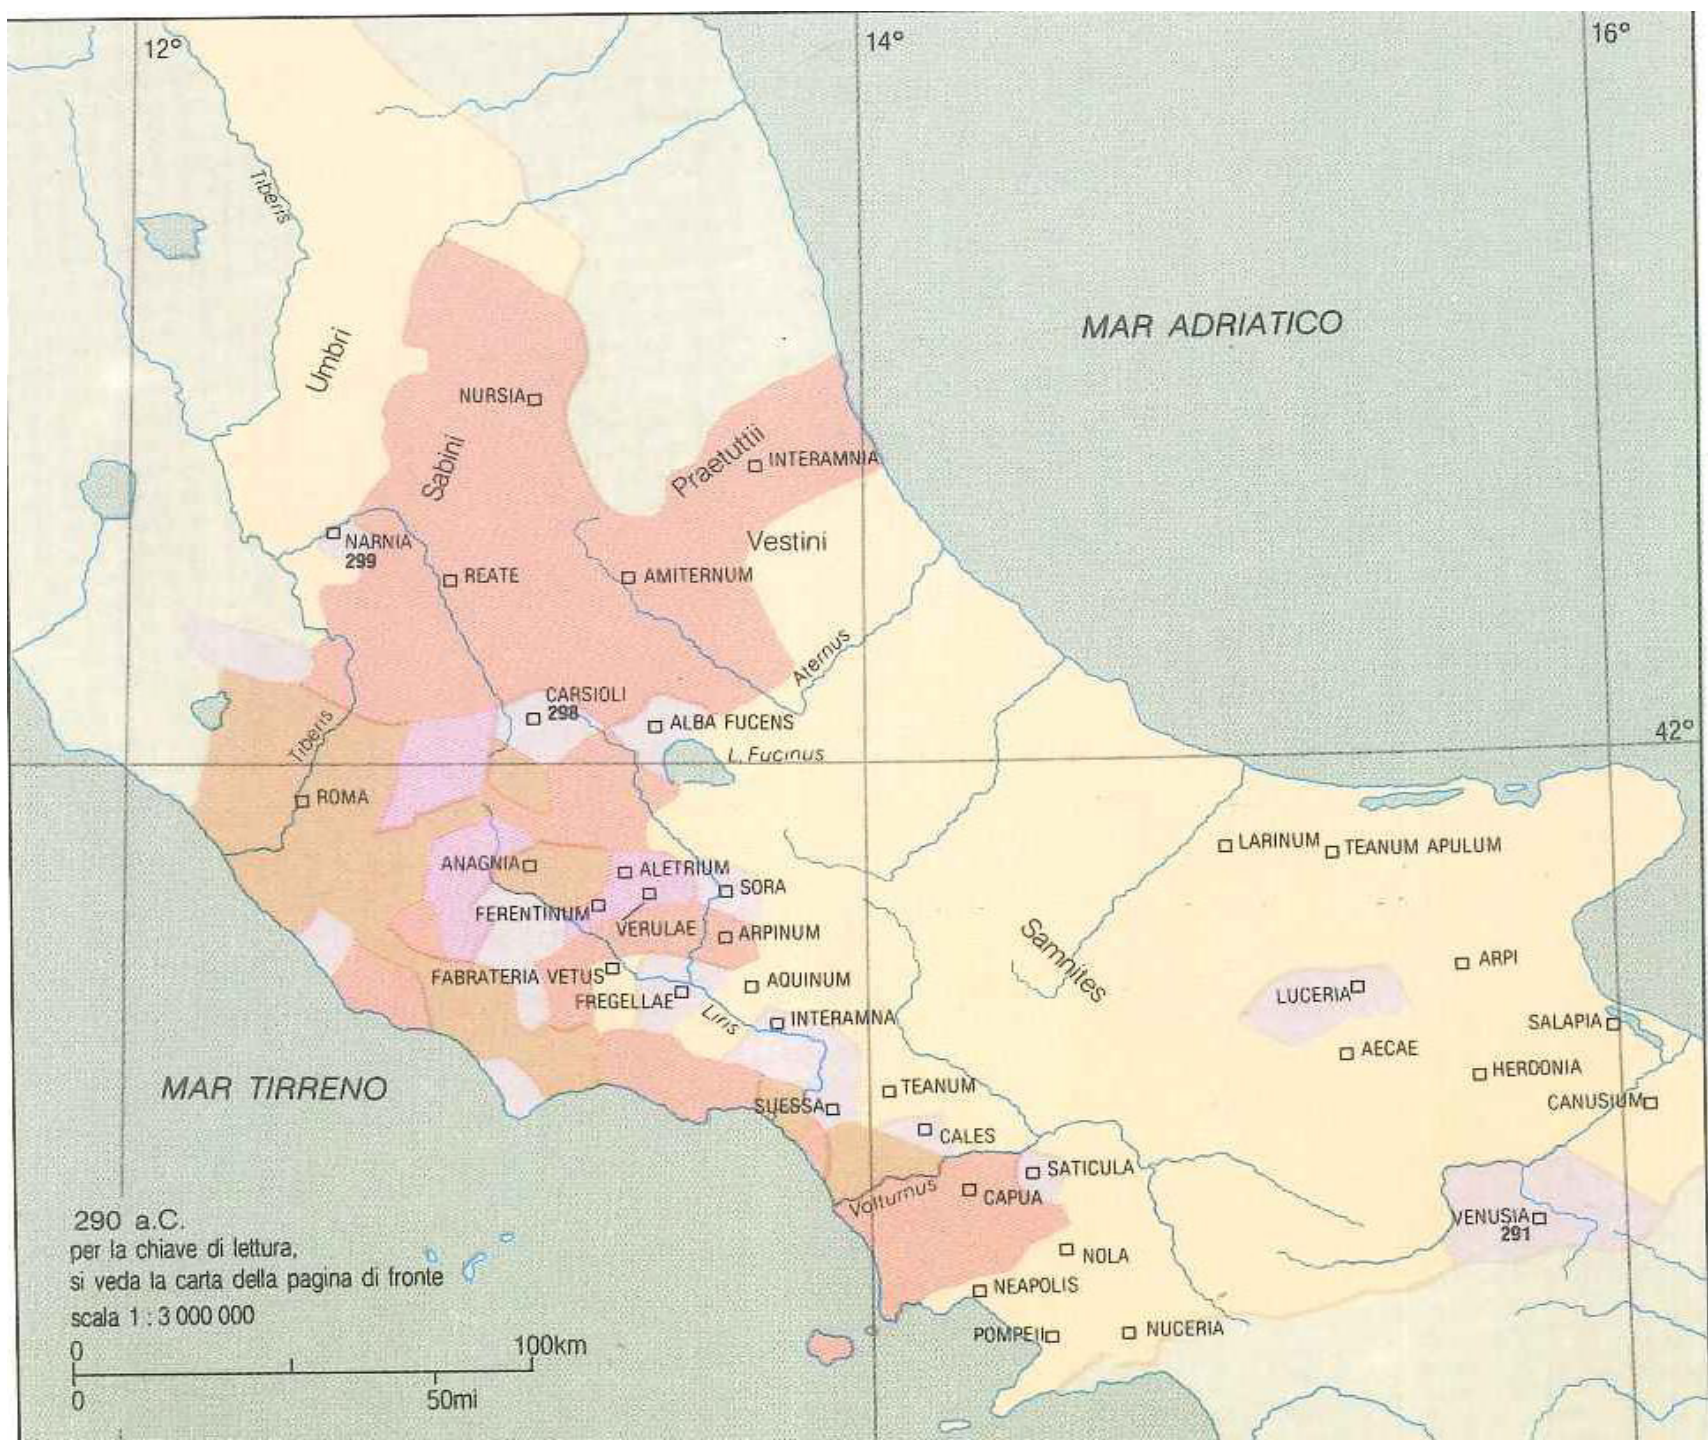 12°
14°
16°
Tiberis
MAR ADRIATICO
Umbri
NURSIA
Sabini
Praetuttii
INTERAMNIA
NARNIA
299
Vestini
REATE
AMITERNUM
Aternus
CARSIOLI
298
ALBA FUCENS
L. Fucinus
42°
Tiberis
ROMA
LARINUM
TEANUM APULUM
ANAGNIA
ALETRIUM
SORA
FERENTINUM
VERULAE
ARPINUM
Samnites
ARPI
FABRATERIA VETUS
AQUINUM
FREGELLAE
LUCERIA
Liris
INTERAMNA
SALAPIA
AECAE
HERDONIA
MAR TIRRENO
TEANUM
CANUSIUM
SUESSA
CALES
SATICULA
Volturnus
CAPUA
VENUSIA
291
NOLA
NEAPOLIS
POMPEII
NUCERIA
290 a.C.
per la chiave di lettura,
si veda la carta della pagina di fronte
scala 1 : 3 000 000
0
100km
0
50mi